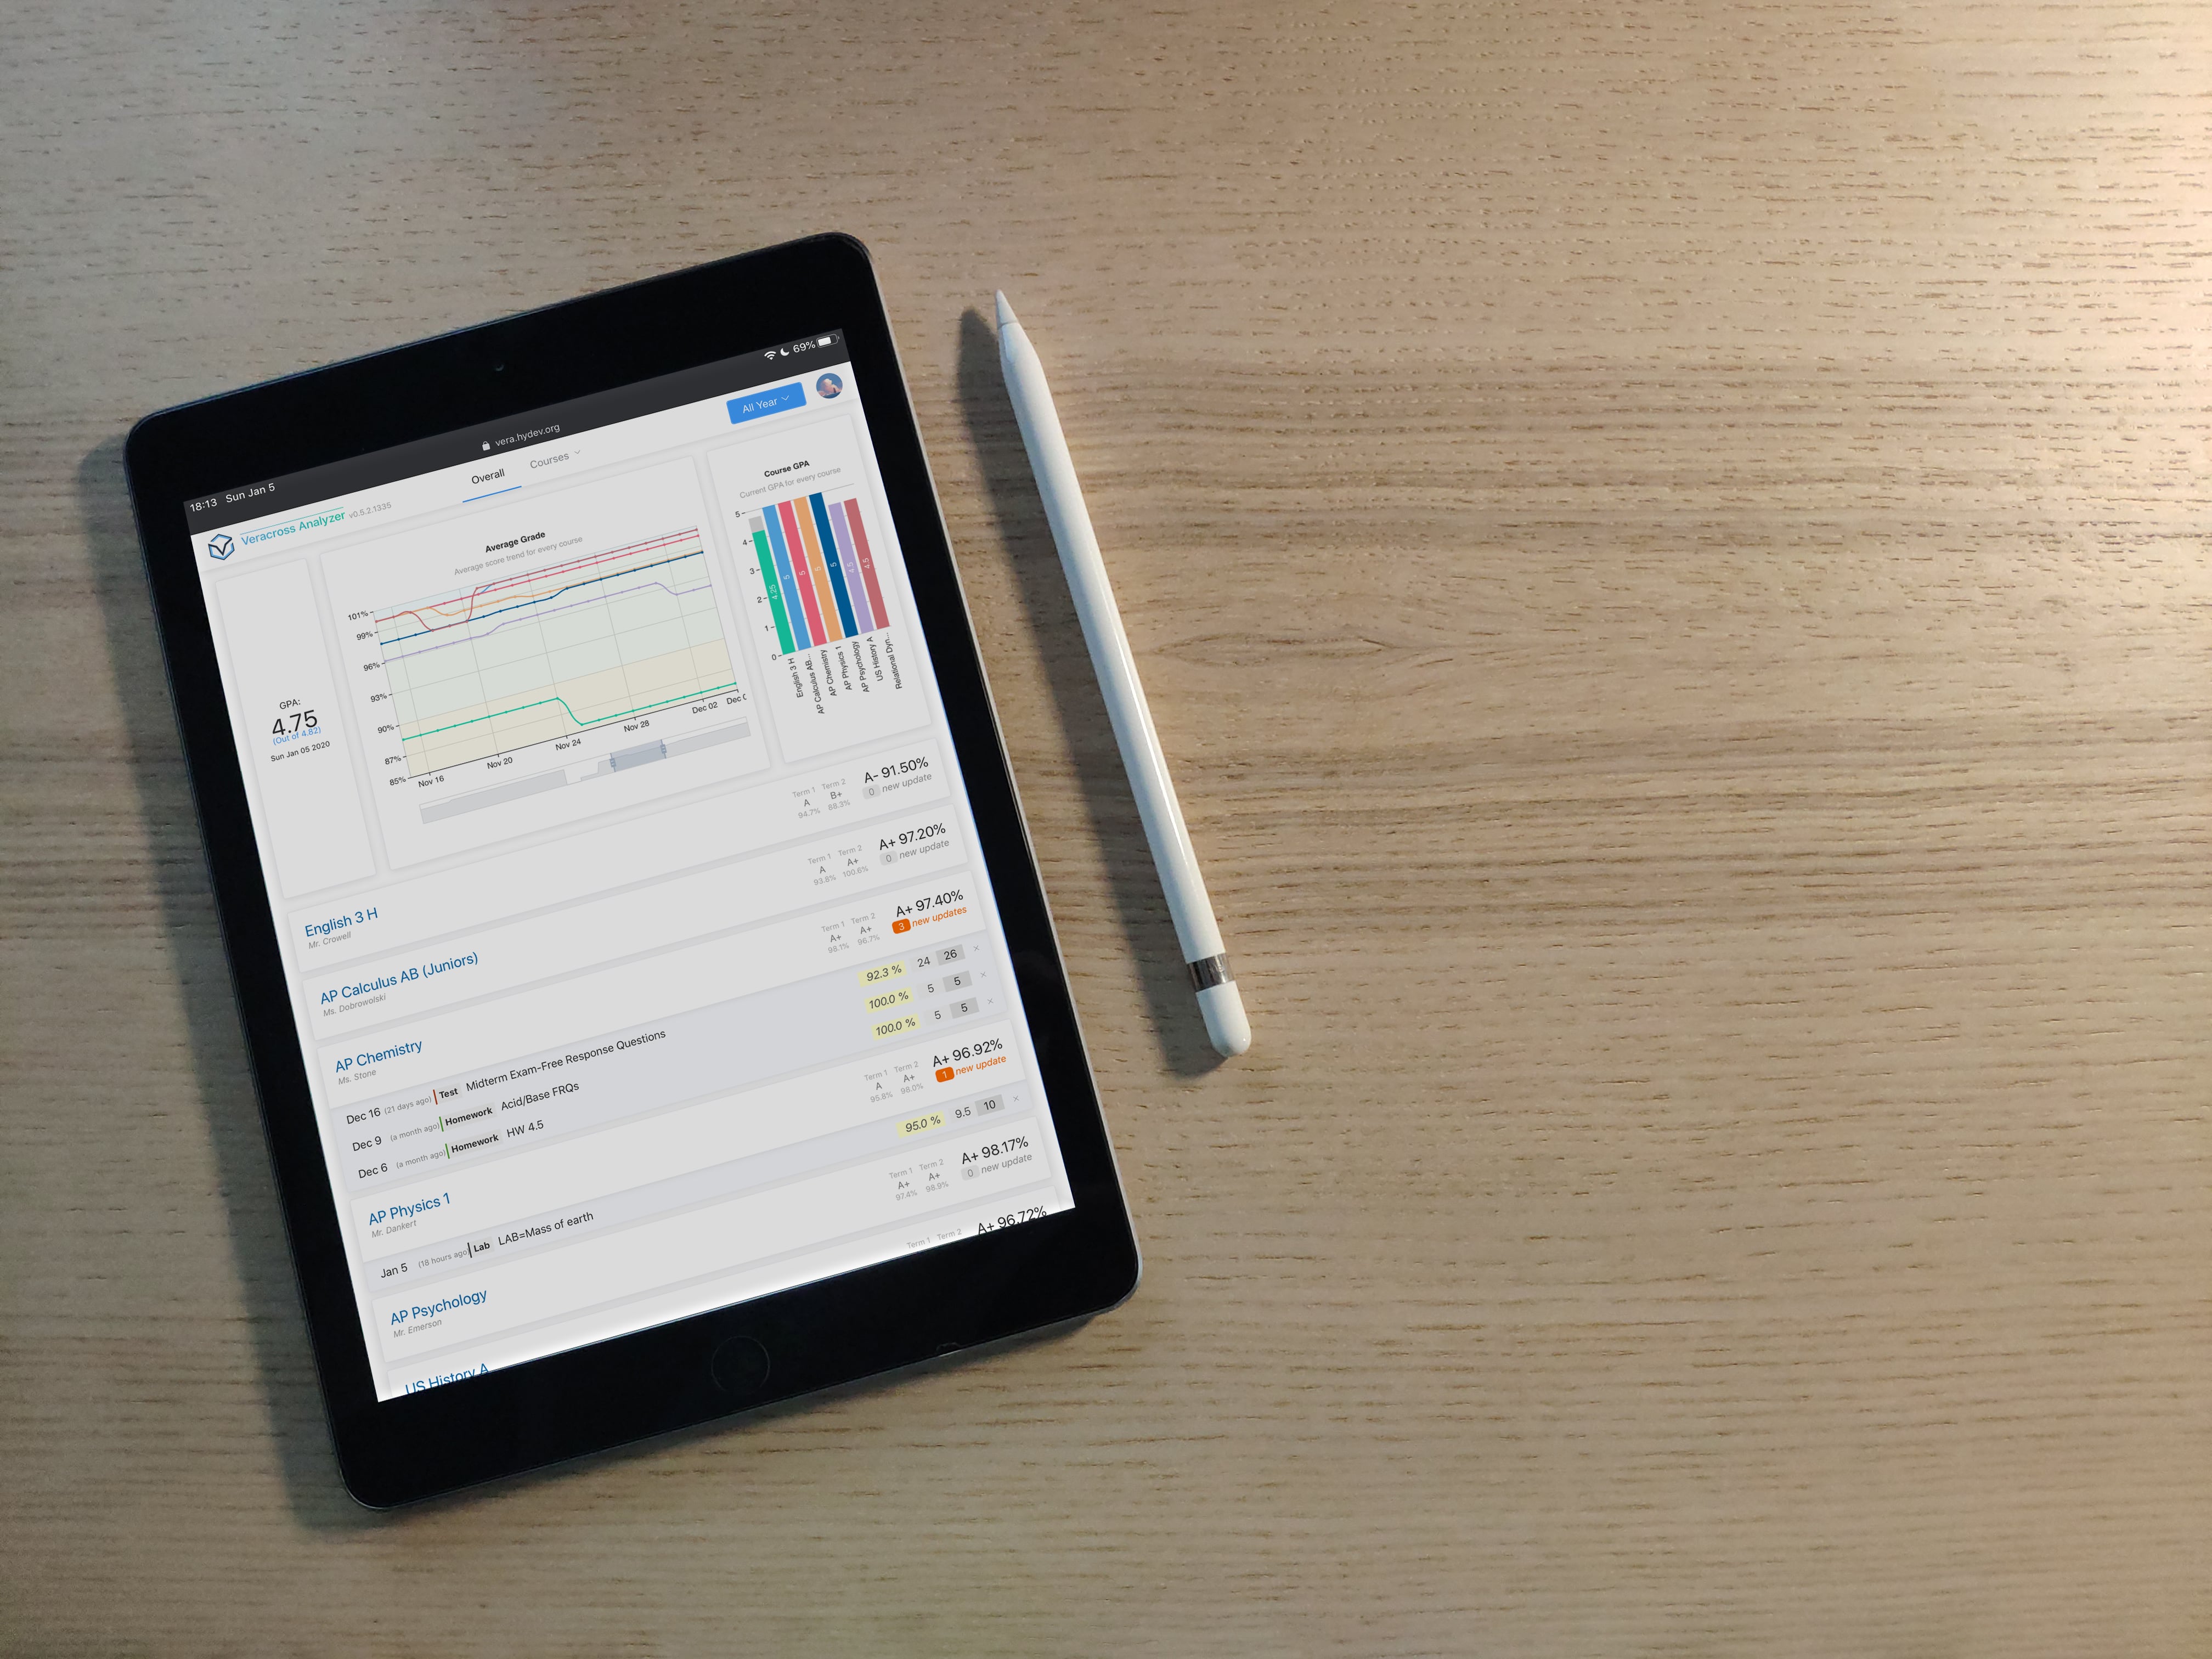 18:13 Sun Jan 5
vera.hydev.org
69%
Veracross Analyzer v0.5.2.1335
Overall
Courses
All Year
GPA:
4.75
(Out of 4.82)
Sun Jan 05 2020
Average Grade
Average score trend for every course
101%
99%
96%
93%
90%
87%
85%
Nov 16
Nov 20
Nov 24
Nov 28
Dec 02
Course GPA
Current GPA for every course
5
4
3
2
1
0
4.25
5
5
5
5
4.5
4.5
English 3 H
AP Calculus AB...
AP Chemistry
AP Physics 1
AP Psychology
US History A
Relational Dyn...
English 3 H
Mr. Crowell
Term 1 Term 2
A B+
94.7% 88.3%
A- 91.50%
0 new update
AP Calculus AB (Juniors)
Ms. Dobrowolski
Term 1 Term 2
A A+
93.8% 100.6%
A+ 97.20%
0 new update
AP Chemistry
Ms. Stone
Term 1 Term 2
A+ A+
98.1% 96.7%
A+ 97.40%
3 new updates
Dec 16 (21 days ago) Test Midterm Exam-Free Response Questions 92.3 % 24 26 ×
Dec 9 (a month ago) Homework Acid/Base FRQs 100.0 % 5 5 ×
Dec 6 (a month ago) Homework HW 4.5 100.0 % 5 5 ×
AP Physics 1
Mr. Dankert
Term 1 Term 2
A A+
95.8% 98.0%
A+ 96.92%
1 new update
Jan 5 (18 hours ago) Lab LAB=Mass of earth 95.0 % 9.5 10 ×
AP Psychology
Mr. Emerson
Term 1 Term 2
A+ A+
97.4% 98.9%
A+ 98.17%
0 new update
US History A
Term 1 Term 2
A+ 96.72%